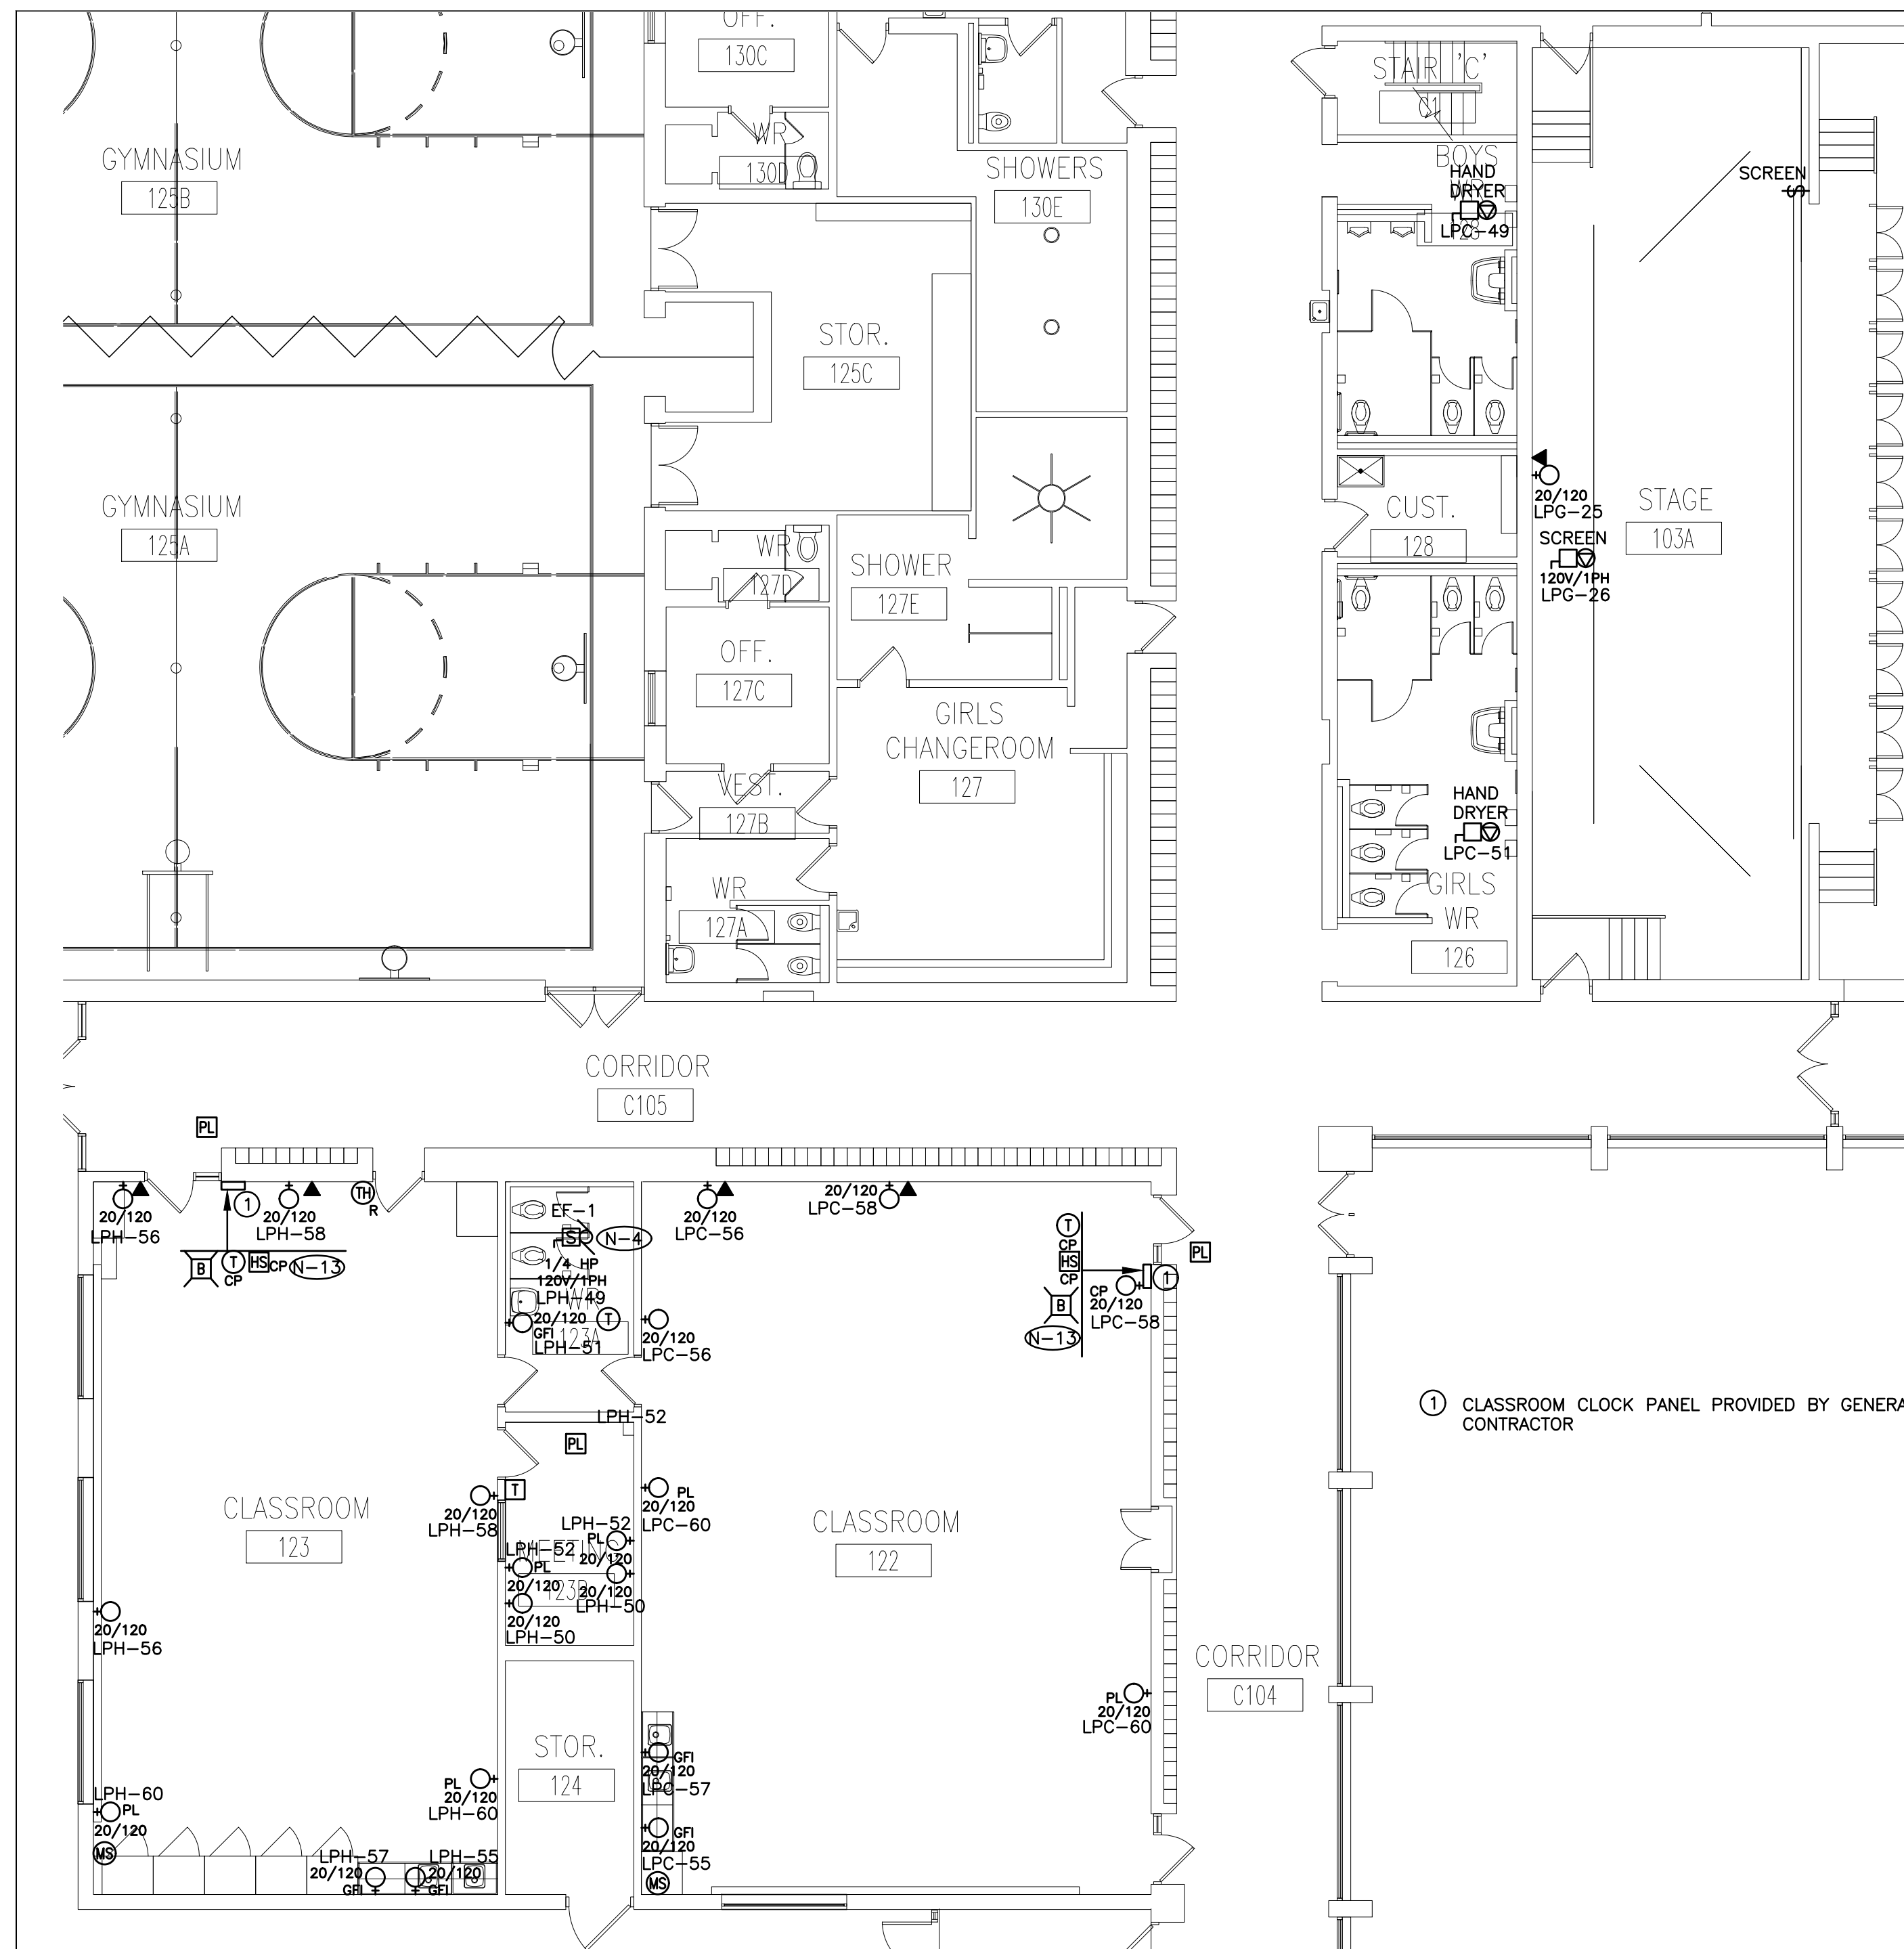 OFF.
130C
WR
130D
GYMNASIUM
125B
SHOWERS
130E
STAIR 'C'
C1
BOYS
WR
128
HAND
DRYER
LPC-49
SCREEN
S
STOR.
125C
GYMNASIUM
125A
WR
127D
SHOWER
127E
CUST.
128
20/120
LPG-25
SCREEN
120V/1PH
LPG-26
STAGE
103A
OFF.
127C
GIRLS
CHANGEROOM
127
VEST.
127B
HAND
DRYER
LPC-51
WR
127A
GIRLS
WR
126
CORRIDOR
C105
PL
20/120
LPH-56
1
20/120
LPH-58
TH
R
B
T
CP
HS
CP
N-13
EF-1
S
N-4
1/4 HP
120V/1PH
LPH-49
WR
123A
20/120
GFI
LPH-51
T
20/120
LPC-56
20/120
LPC-58
20/120
LPC-56
T
CP
HS
CP
B
N-13
1
CP
20/120
LPC-58
PL
1 CLASSROOM CLOCK PANEL PROVIDED BY GENERA
CONTRACTOR
LPH-52
PL
T
CLASSROOM
123
20/120
LPH-58
LPH-52
PL
20/120
LPH-52
PL
20/120
MEETING
123B
20/120
LPH-50
20/120
LPH-50
PL
20/120
LPC-60
CLASSROOM
122
20/120
LPH-56
CORRIDOR
C104
PL
20/120
LPC-60
STOR.
124
GFI
20/120
LPC-57
GFI
20/120
LPC-55
MS
LPH-60
PL
20/120
MS
PL
20/120
LPH-60
LPH-57
20/120
GFI
LPH-55
20/120
GFI